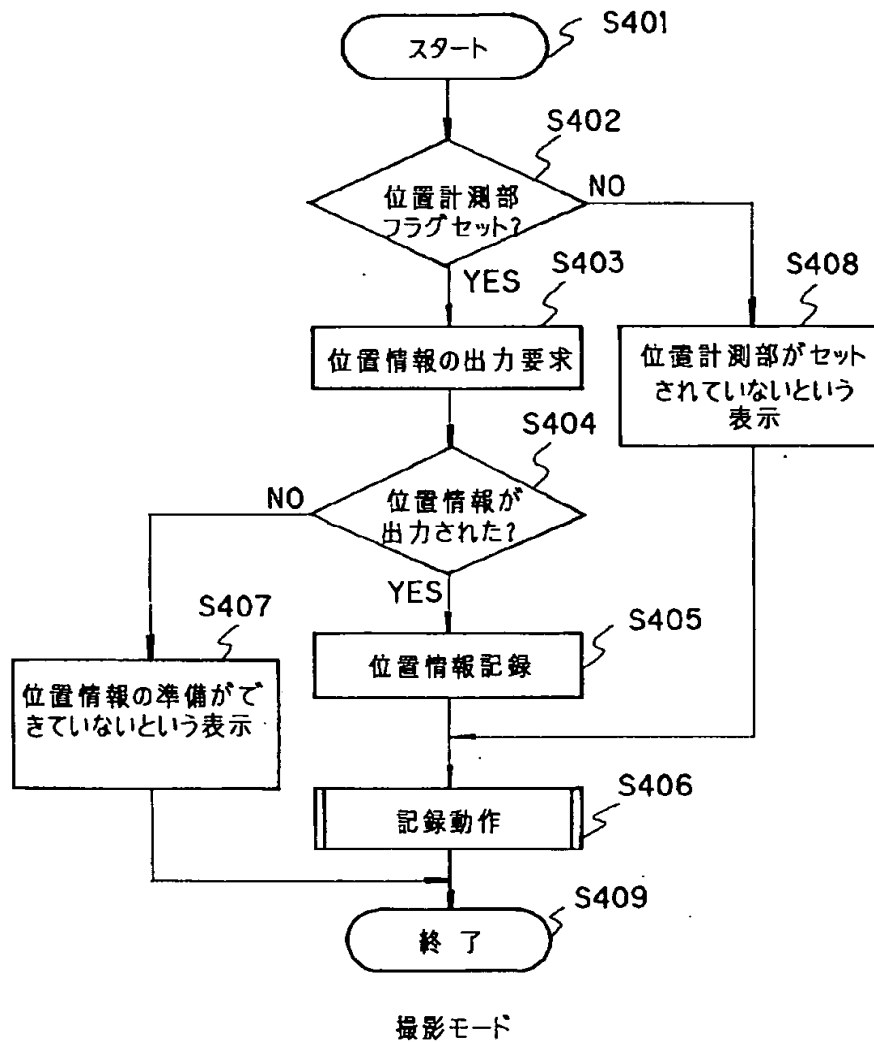 スタート
S401
S402
位置計測部
フラグセット?
NO
YES
S403
位置情報の出力要求
S408
位置計測部がセット
されていないという
表示
S404
位置情報が
出力された?
NO
YES
S407
位置情報の準備がで
きていないという表示
S405
位置情報記録
S406
記録動作
S409
終了
撮影モード